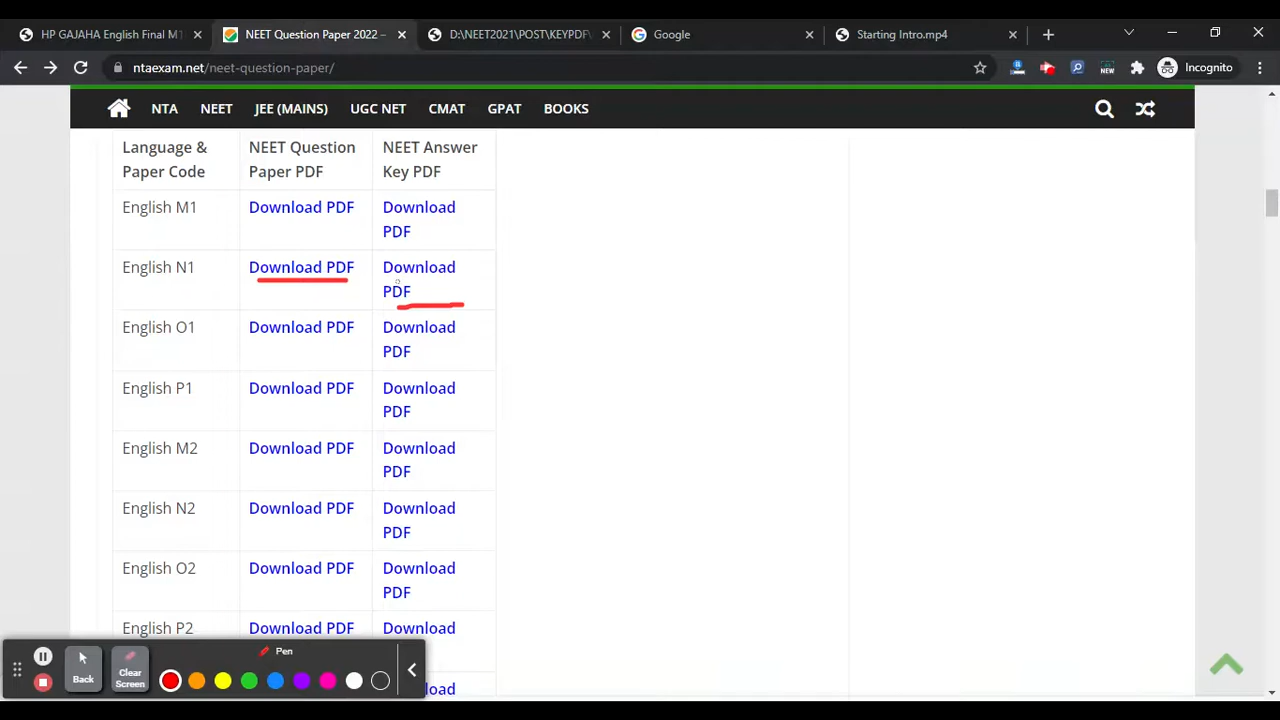 HP GAJAHA English Final M1
NEET Question Paper 2022 –
D:\NEET2021\POST\KEYPDF/
Google
Starting Intro.mp4
ntaexam.net/neet-question-paper/
NEW
Incognito
NTA NEET JEE (MAINS) UGC NET CMAT GPAT BOOKS
Language & Paper Code
NEET Question Paper PDF
NEET Answer Key PDF
English M1 Download PDF Download PDF
English N1 Download PDF Download PDF
English O1 Download PDF Download PDF
English P1 Download PDF Download PDF
English M2 Download PDF Download PDF
English N2 Download PDF Download PDF
English O2 Download PDF Download PDF
English P2 Download PDF Download
Pen
Back
Clear Screen